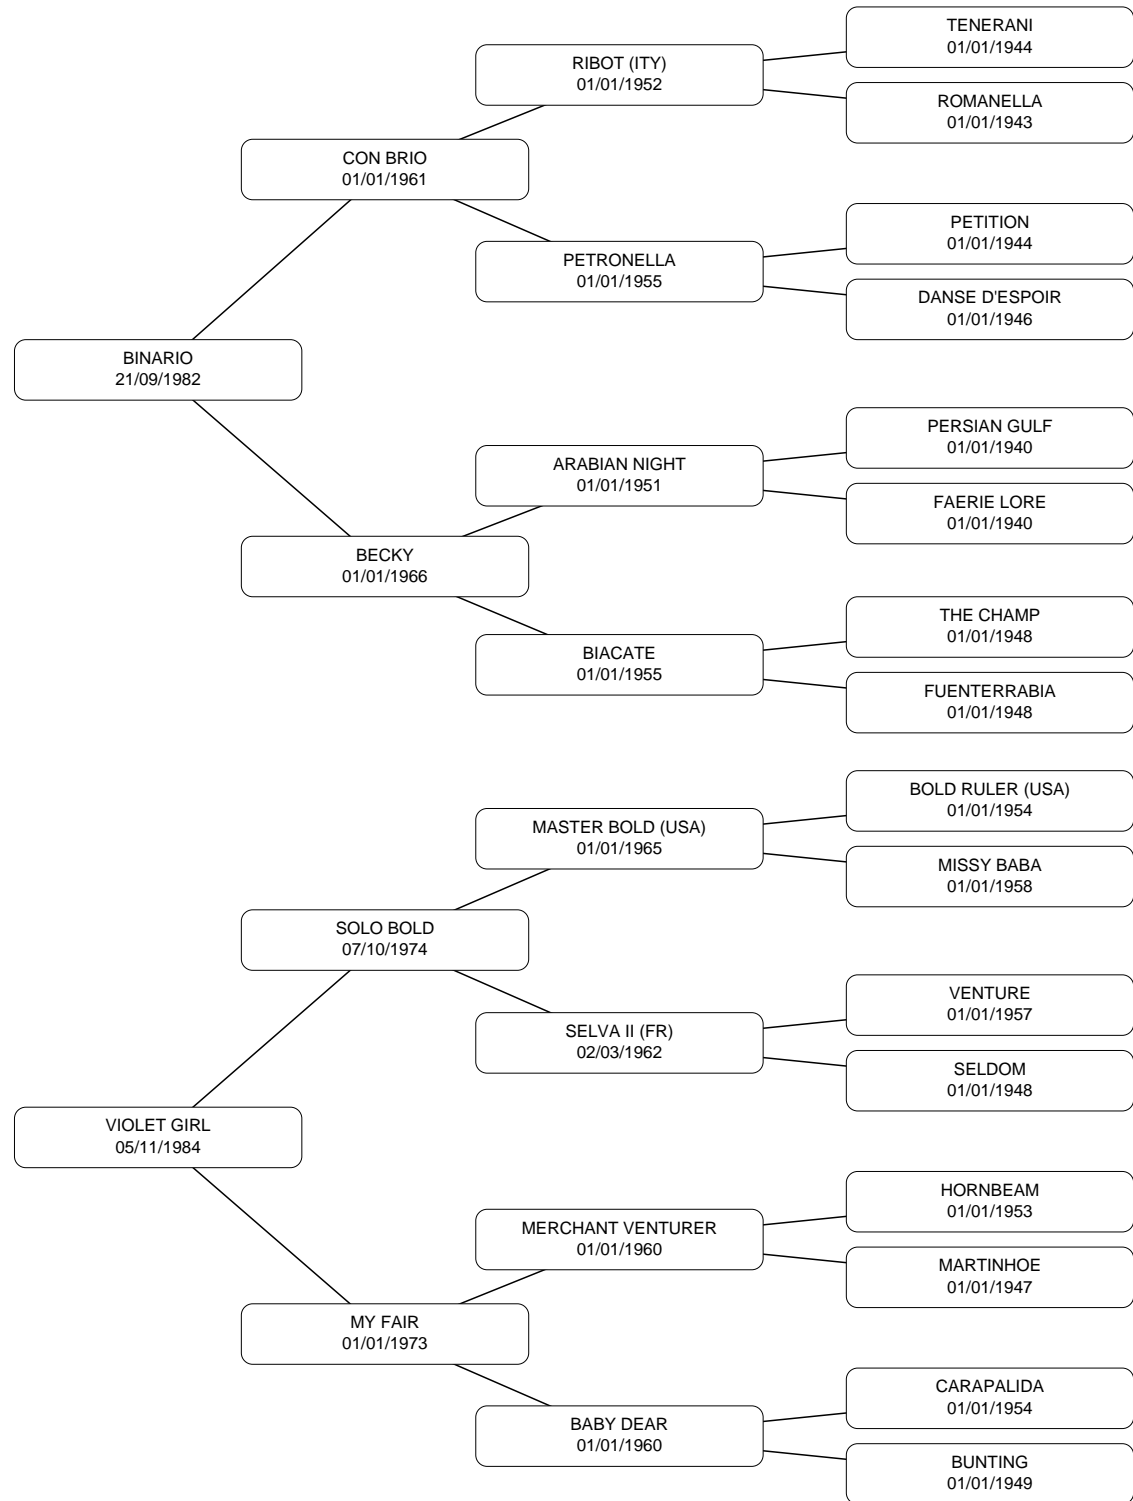 TENERANI
01/01/1944
RIBOT (ITY)
01/01/1952
ROMANELLA
01/01/1943
CON BRIO
01/01/1961
PETITION
01/01/1944
PETRONELLA
01/01/1955
DANSE D'ESPOIR
01/01/1946
BINARIO
21/09/1982
PERSIAN GULF
01/01/1940
ARABIAN NIGHT
01/01/1951
FAERIE LORE
01/01/1940
BECKY
01/01/1966
THE CHAMP
01/01/1948
BIACATE
01/01/1955
FUENTERRABIA
01/01/1948
BOLD RULER (USA)
01/01/1954
MASTER BOLD (USA)
01/01/1965
MISSY BABA
01/01/1958
SOLO BOLD
07/10/1974
VENTURE
01/01/1957
SELVA II (FR)
02/03/1962
SELDOM
01/01/1948
VIOLET GIRL
05/11/1984
HORNBEAM
01/01/1953
MERCHANT VENTURER
01/01/1960
MARTINHOE
01/01/1947
MY FAIR
01/01/1973
CARAPALIDA
01/01/1954
BABY DEAR
01/01/1960
BUNTING
01/01/1949